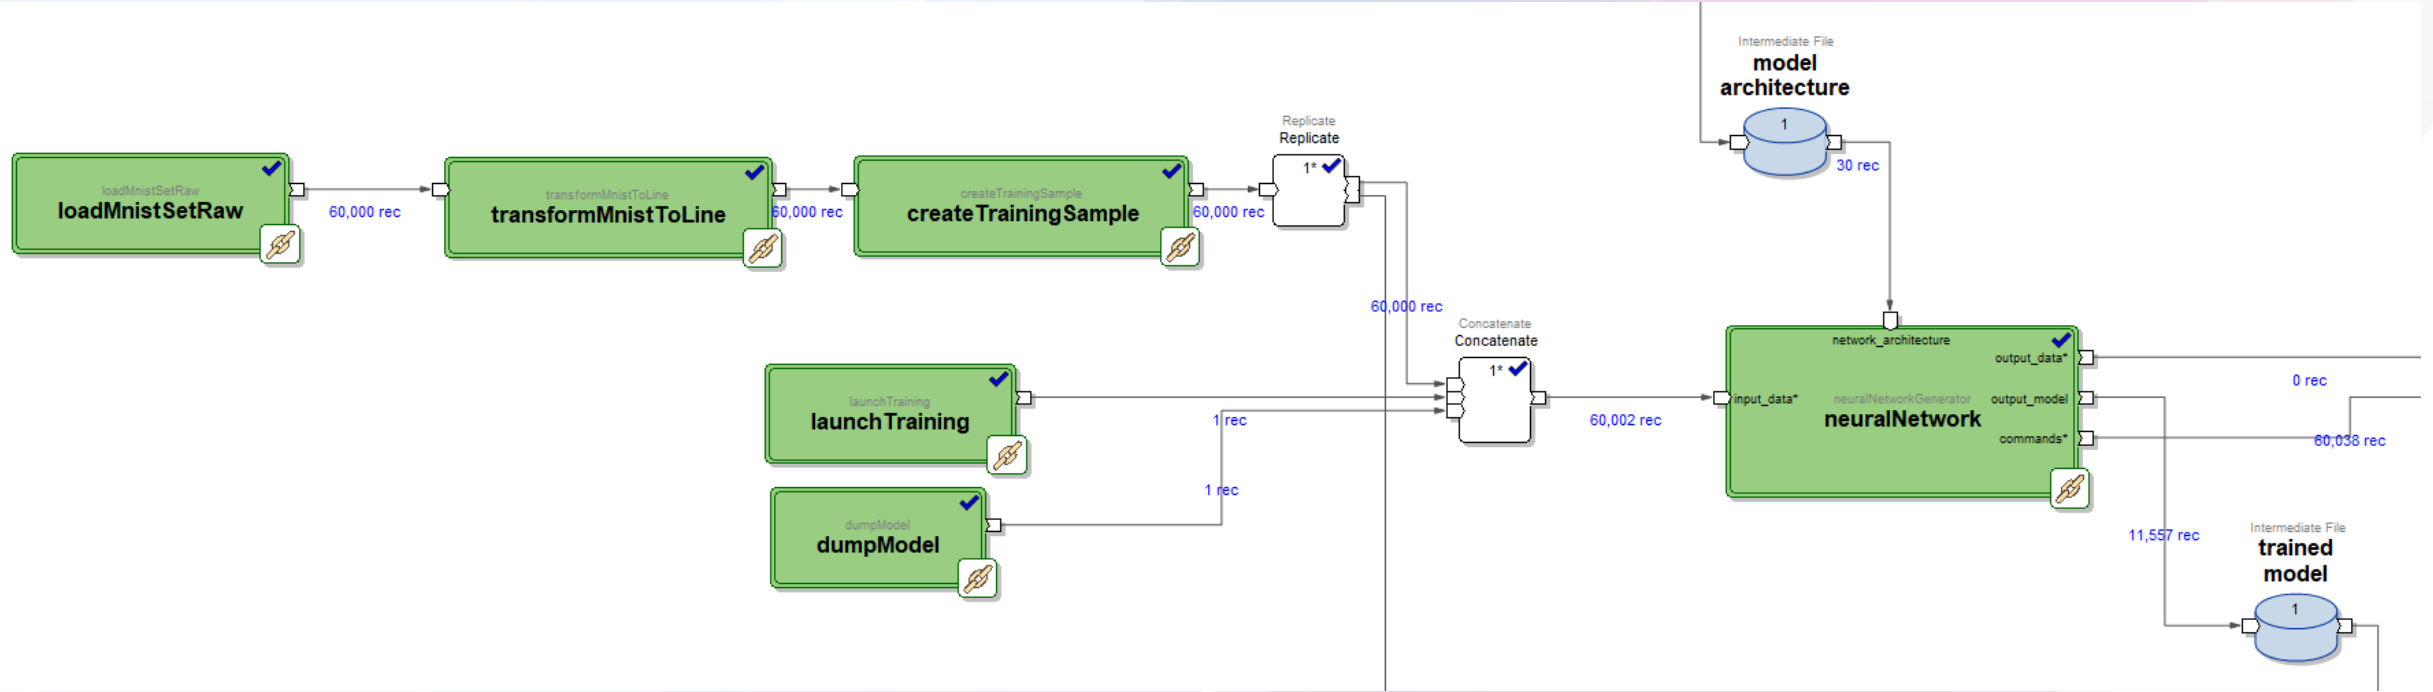 Intermediate File
model
architecture
1
30 rec
Replicate
Replicate
1*
loadMnistSetRaw
loadMnistSetRaw
60,000 rec
transformMnistToLine
transformMnistToLine
60,000 rec
createTrainingSample
createTrainingSample
60,000 rec
60,000 rec
Concatenate
Concatenate
1*
launchTraining
launchTraining
1 rec
dumpModel
dumpModel
1 rec
60,002 rec
network_architecture
output_data*
input_data*
neuralNetworkGenerator
neuralNetwork
output_model
commands*
0 rec
60,038 rec
11,557 rec
Intermediate File
trained
model
1